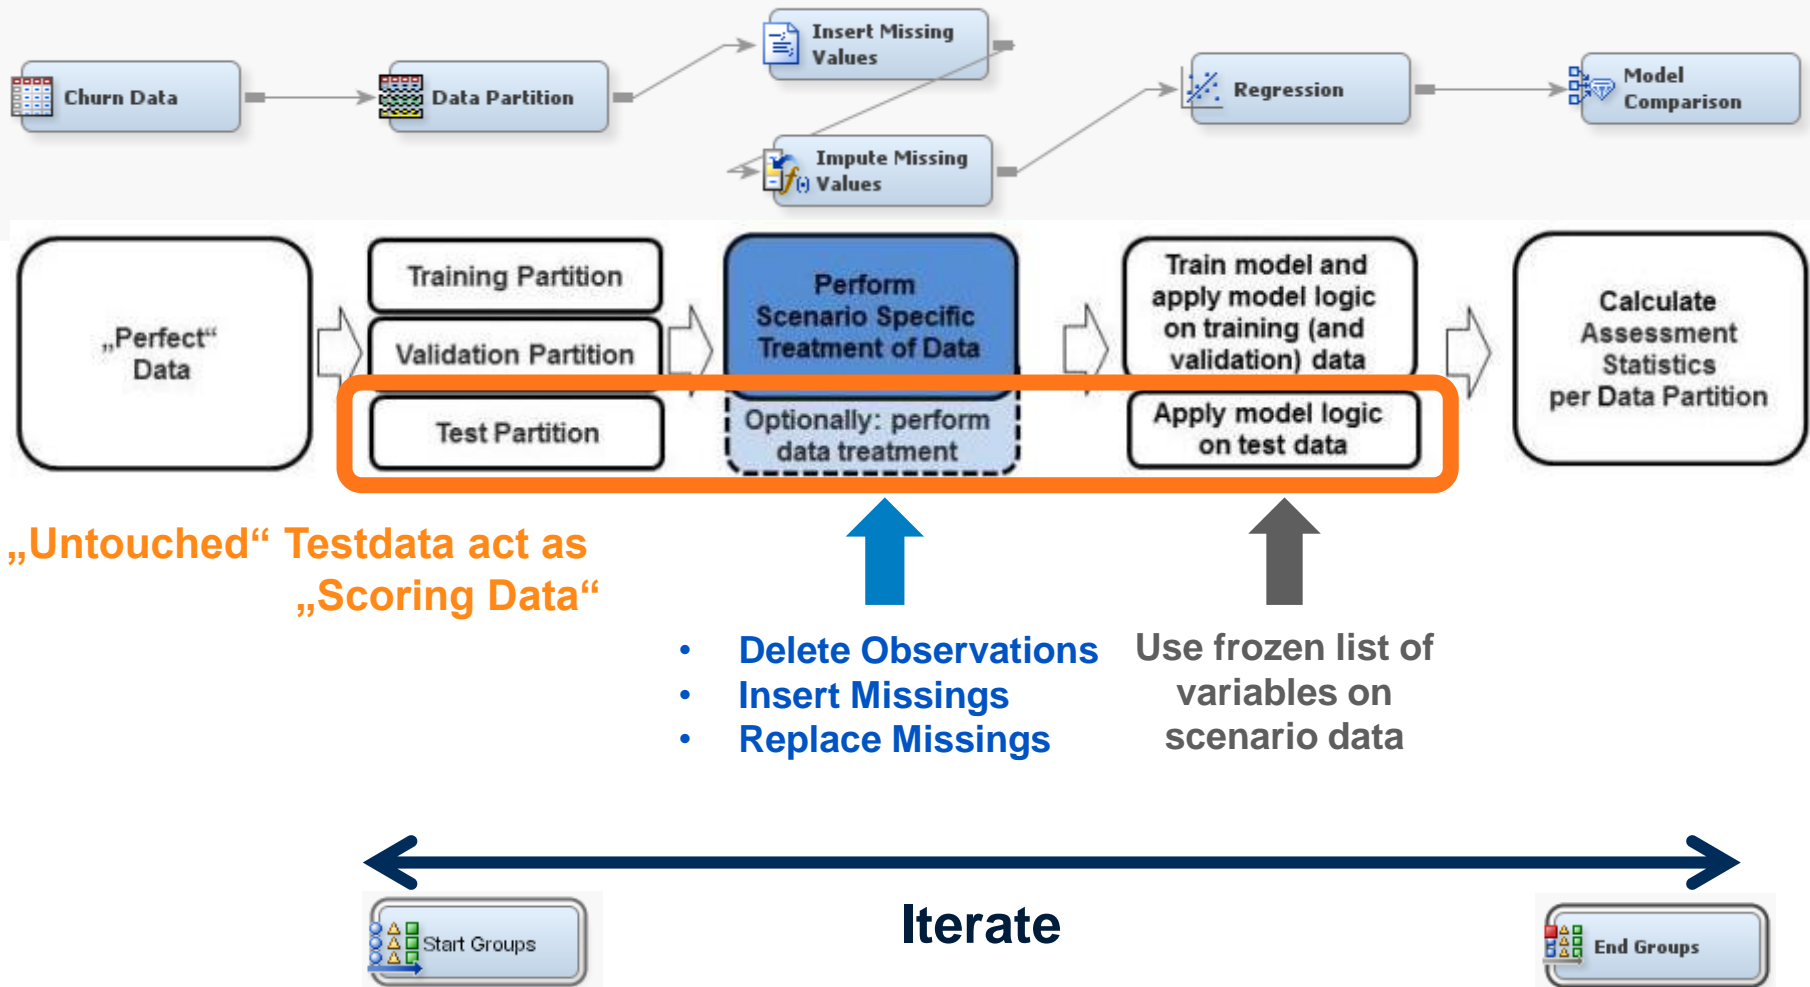 Churn Data
Data Partition
Insert Missing
Values
Impute Missing
Values
Regression
Model
Comparison
„Perfect“
Data
Training Partition
Validation Partition
Test Partition
Perform
Scenario Specific
Treatment of Data
Optionally: perform
data treatment
Train model and
apply model logic
on training (and
validation) data
Apply model logic
on test data
Calculate
Assessment
Statistics
per Data Partition
„Untouched“ Testdata act as
„Scoring Data“
• Delete Observations
• Insert Missings
• Replace Missings
Use frozen list of
variables on
scenario data
Iterate
Start Groups
End Groups